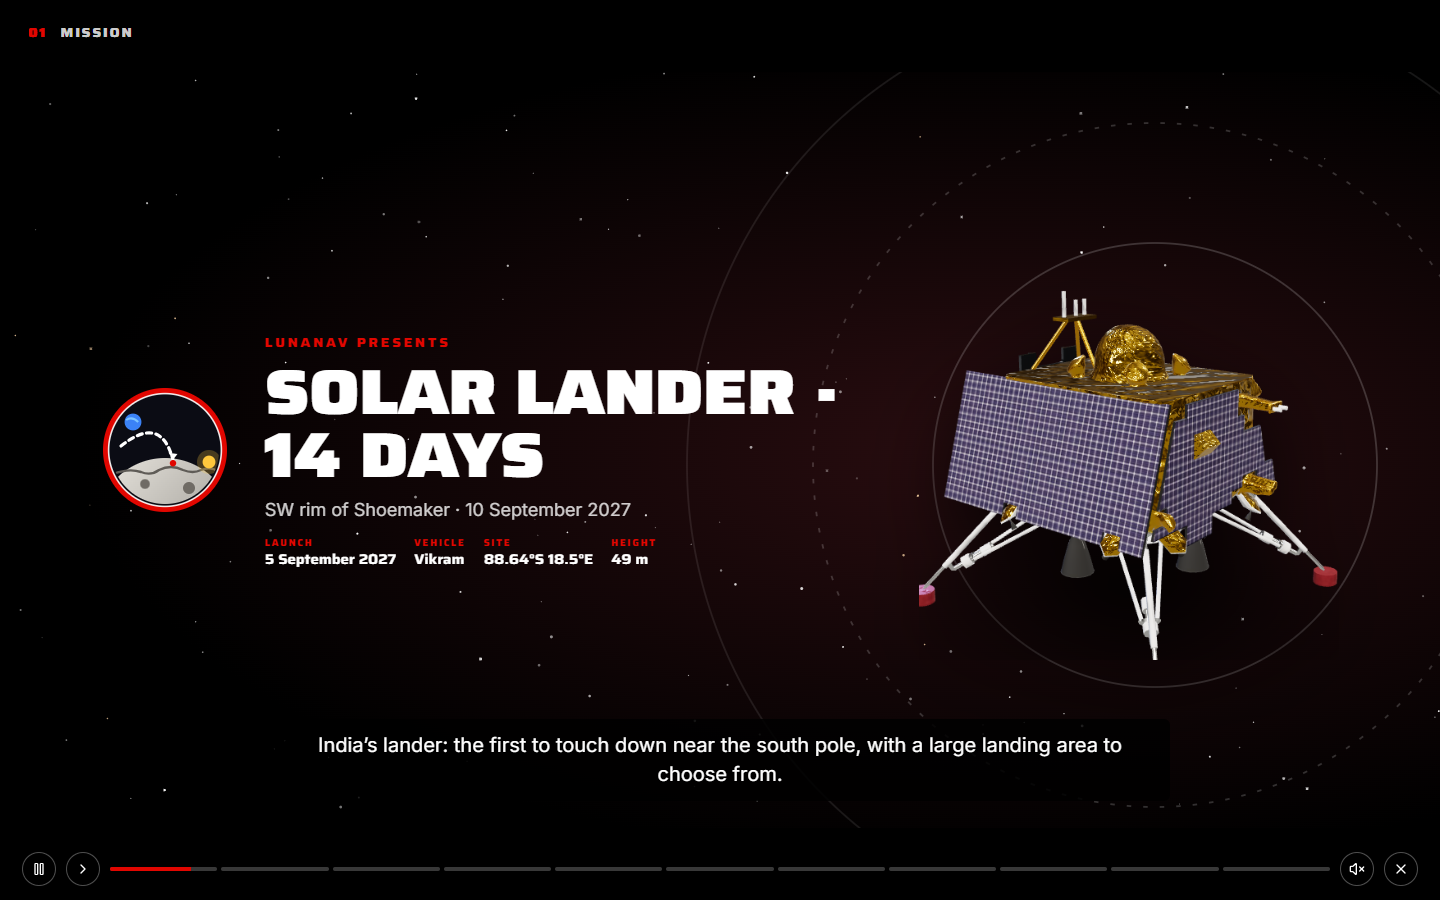 01 MISSION
LUNANAV PRESENTS
SOLAR LANDER -
14 DAYS
SW rim of Shoemaker · 10 September 2027
LAUNCH VEHICLE SITE HEIGHT
5 September 2027 Vikram 88.64°S 18.5°E 49 m
India’s lander: the first to touch down near the south pole, with a large landing area to
choose from.